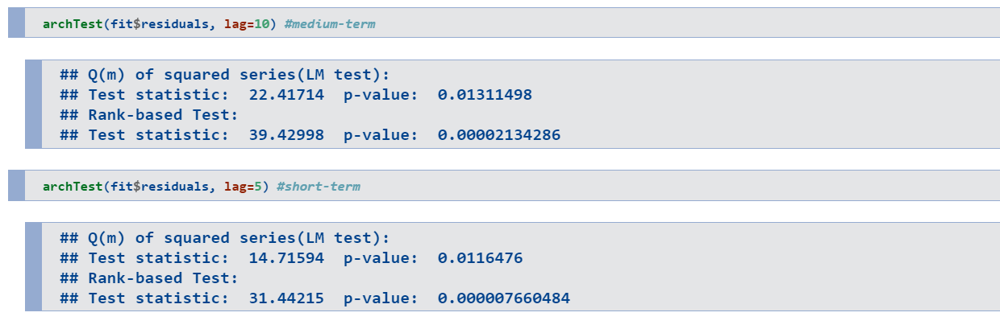 archTest(fit$residuals, lag=10) #medium-term
## Q(m) of squared series(LM test):
## Test statistic:  22.41714  p-value:  0.01311498
## Rank-based Test:
## Test statistic:  39.42998  p-value:  0.00002134286
archTest(fit$residuals, lag=5) #short-term
## Q(m) of squared series(LM test):
## Test statistic:  14.71594  p-value:  0.0116476
## Rank-based Test:
## Test statistic:  31.44215  p-value:  0.000007660484